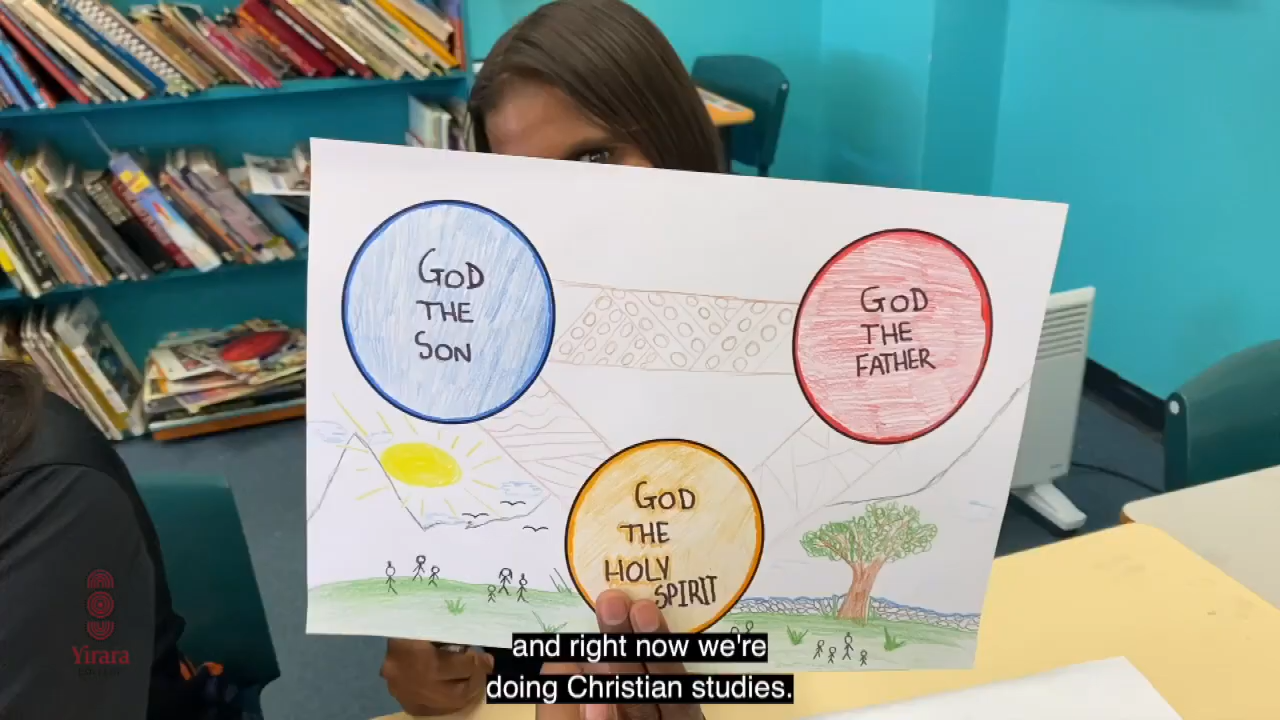 GOD
THE
SON
GOD
THE
FATHER
GOD
THE
HOLY
SPIRIT
and right now we're
doing Christian studies.
Yirara